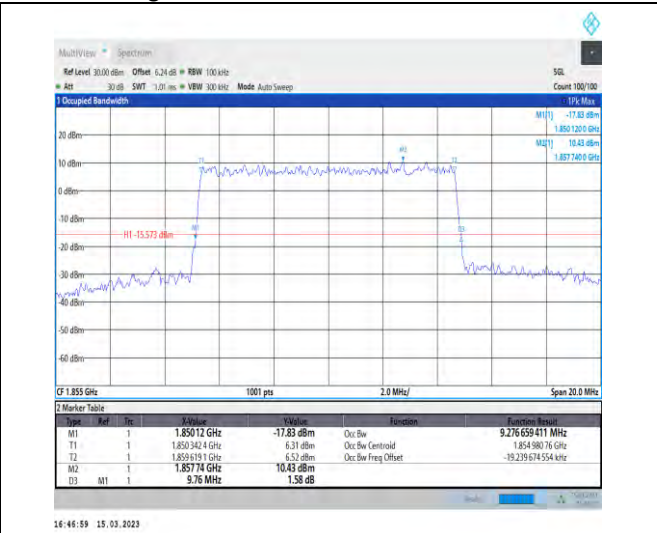 MultiView Spectrum
Ref Level 30.00 dBm Offset 6.24 dB RBW 100 kHz SGL
Att 30 dB SWT 1.01 ms VBW 300 kHz Mode Auto Sweep Count 100/100
1 Occupied Bandwidth 1Pk Max
M1[1] -17.83 dBm
1.850 120 0 GHz
20 dBm
M2[1] 10.43 dBm
1.857 740 0 GHz
M2
10 dBm
T1 T2
0 dBm
-10 dBm
M1 D3
H1 -15.573 dBm
-20 dBm
-30 dBm
-40 dBm
-50 dBm
-60 dBm
CF 1.855 GHz 1001 pts 2.0 MHz/ Span 20.0 MHz
2 Marker Table
Type Ref Trc X-Value Y-Value Function Function Result
M1 1 1.85012 GHz -17.83 dBm Occ Bw 9.276 659 411 MHz
T1 1 1.850 342 4 GHz 6.31 dBm Occ Bw Centroid 1.854 980 76 GHz
T2 1 1.859 619 1 GHz 6.52 dBm Occ Bw Freq Offset -19.239 674 554 kHz
M2 1 1.85774 GHz 10.43 dBm
D3 M1 1 9.76 MHz 1.58 dB
16:46:59 15.03.2023